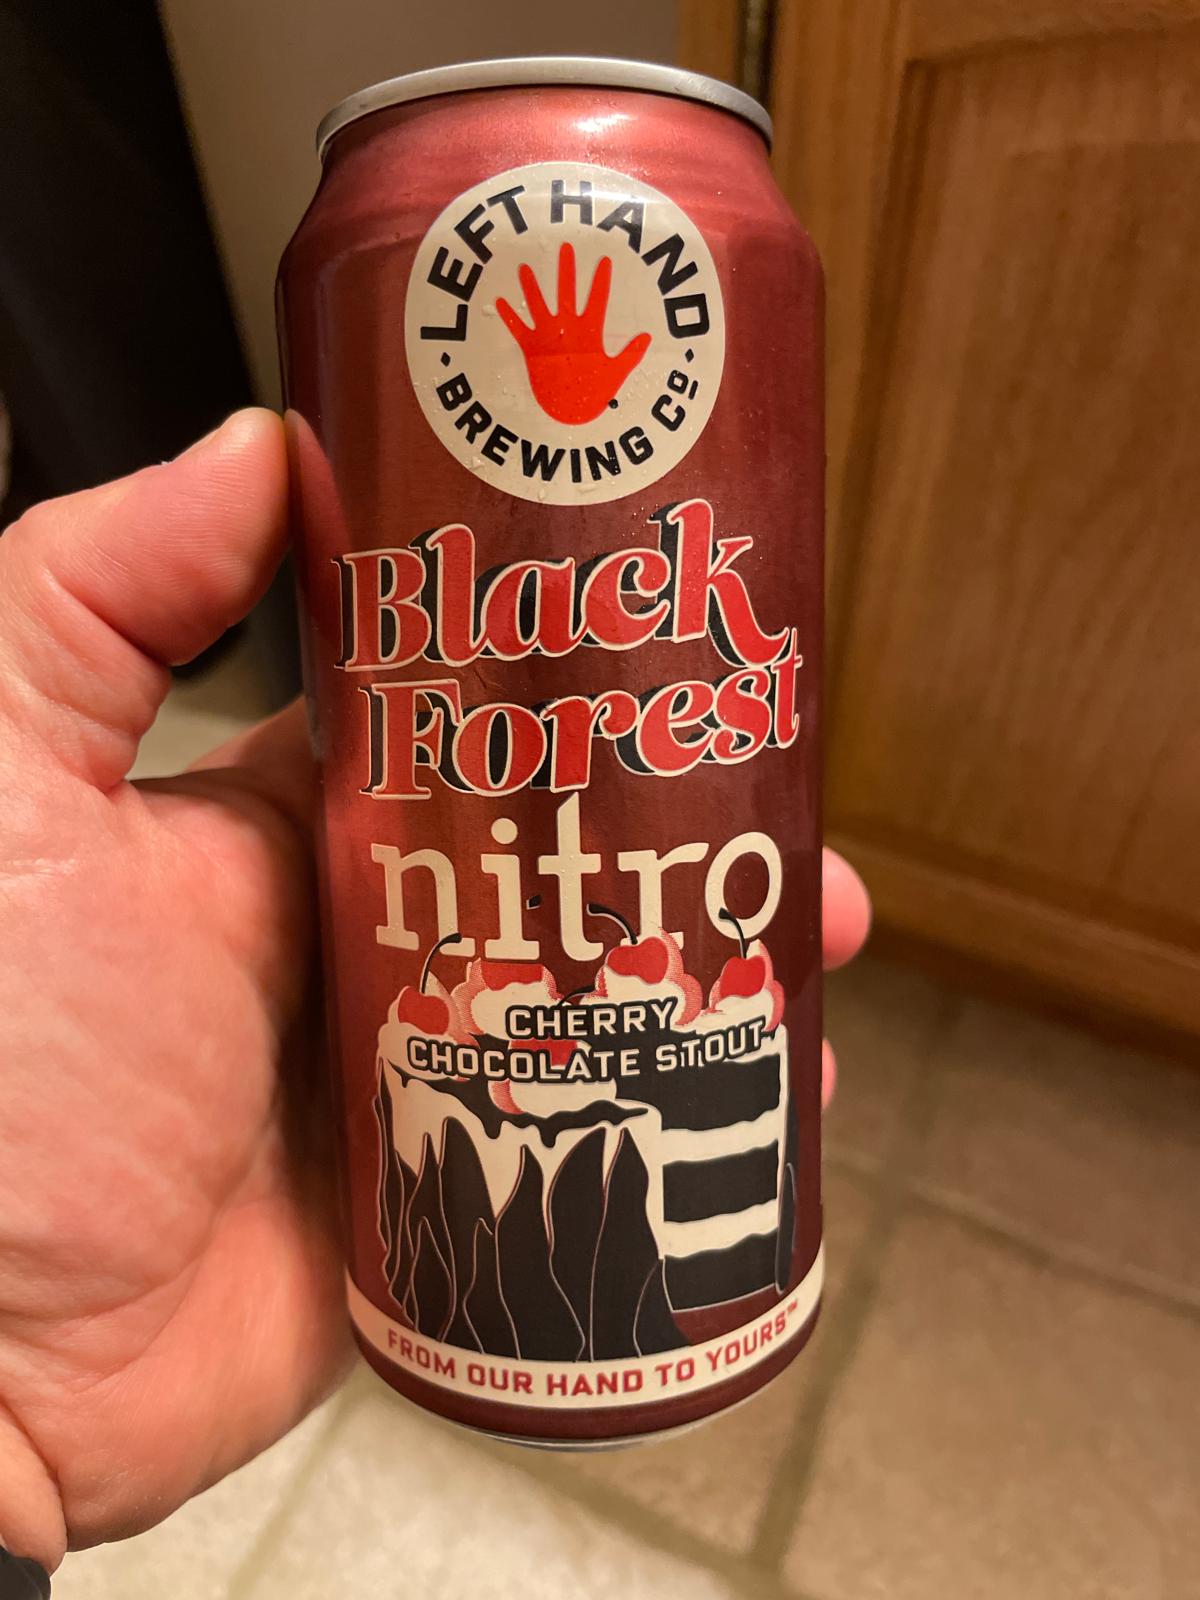 LEFT HAND
BREWING Cº
Black
Forest
nitro
CHERRY
CHOCOLATE STOUT
FROM OUR HAND TO YOURS™